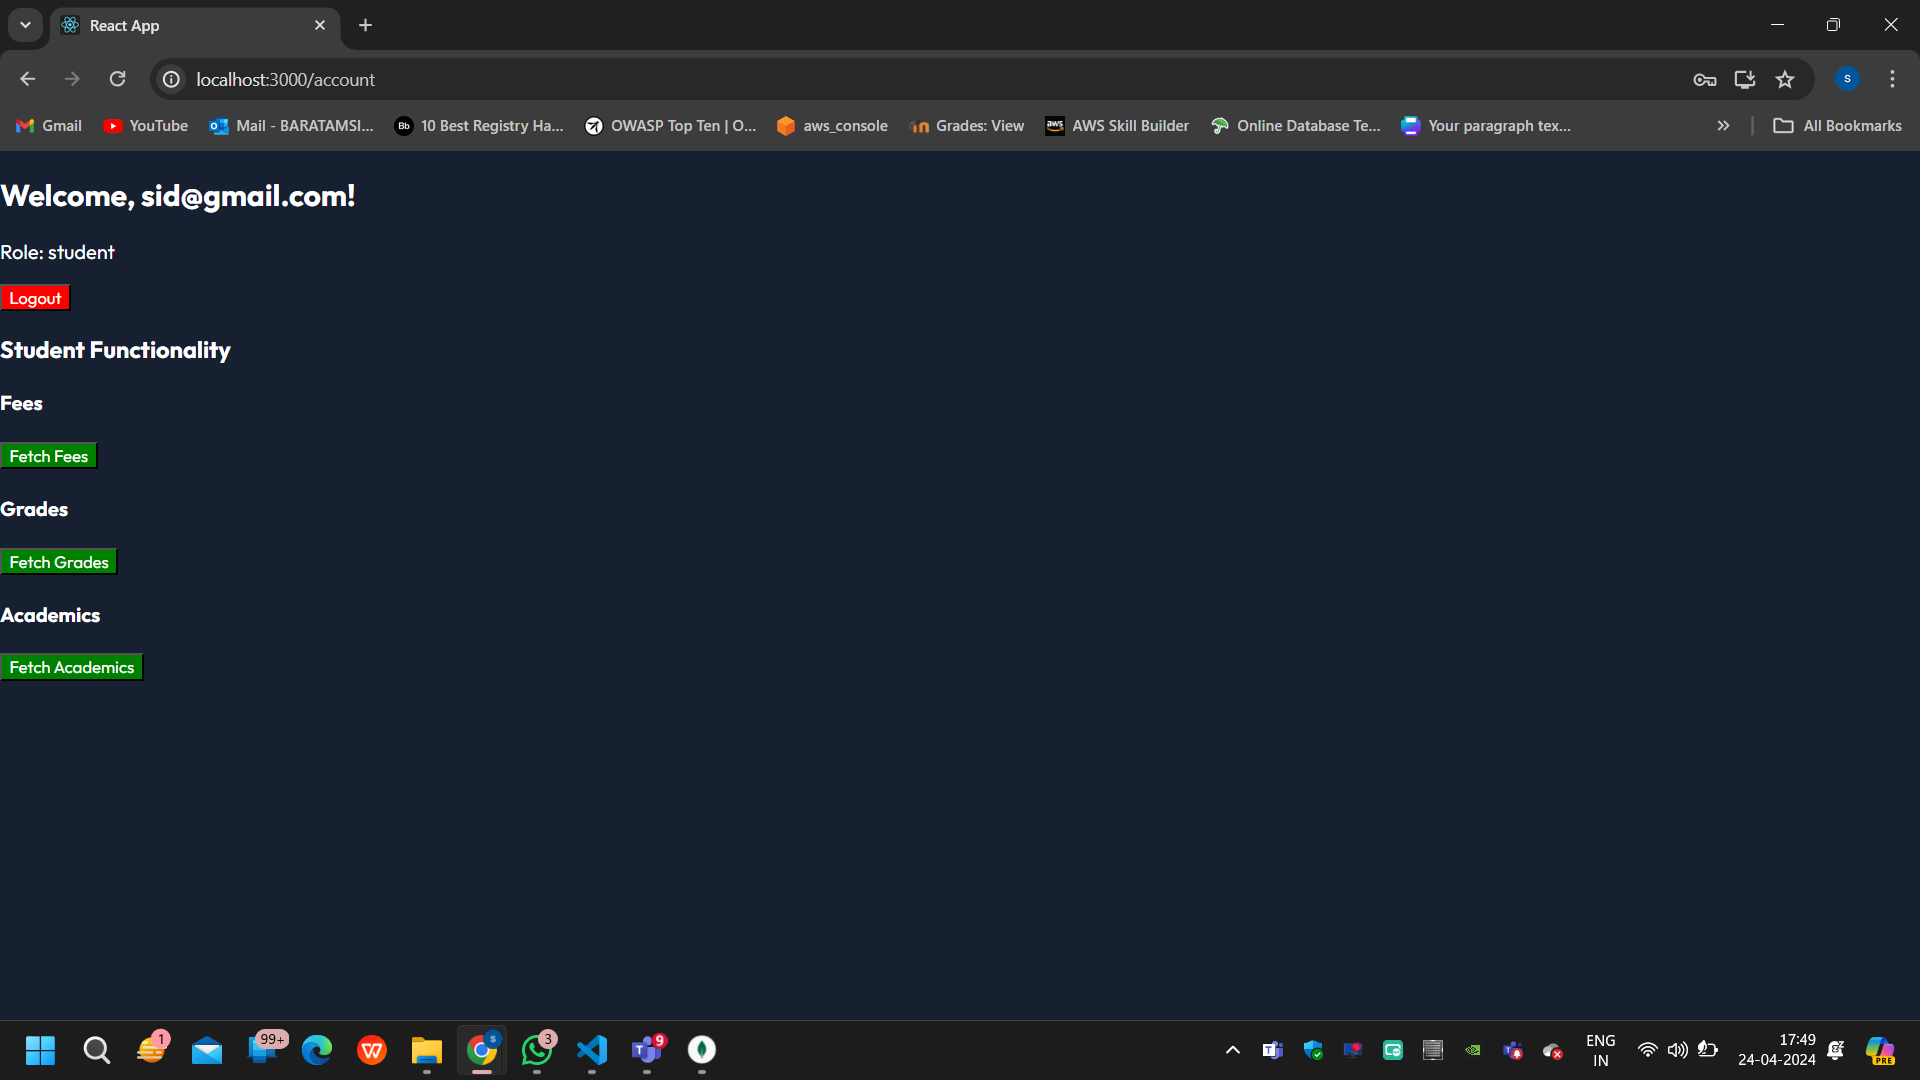 React App
localhost:3000/account
S
Gmail
YouTube
Mail - BARATAMSI...
Bb
10 Best Registry Ha...
OWASP Top Ten | O...
aws_console
Grades: View
aws
AWS Skill Builder
Online Database Te...
Your paragraph tex...
All Bookmarks
Welcome, sid@gmail.com!
Role: student
Logout
Student Functionality
Fees
Fetch Fees
Grades
Fetch Grades
Academics
Fetch Academics
1
99+
W
S
3
9
ENG
IN
17:49
24-04-2024
PRE